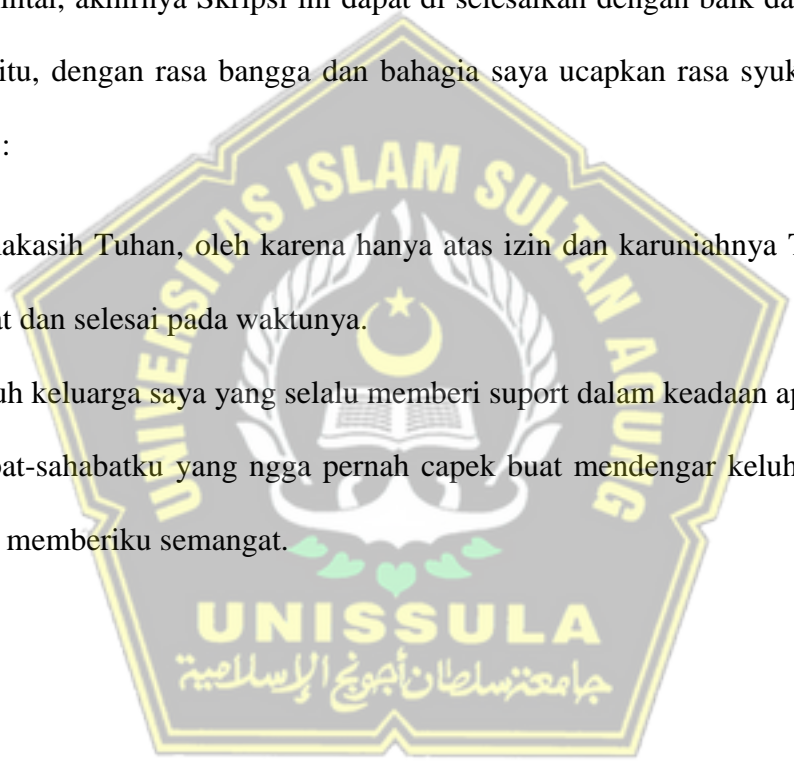 akhirnya Skripsi ini dapat di selesaikan dengan baik da
itu, dengan rasa bangga dan bahagia saya ucapkan rasa syuk
:
akasih Tuhan, oleh karena hanya atas izin dan karuniahnya
t dan selesai pada waktunya.
uh keluarga saya yang selalu memberi suport dalam keadaan ap
at-sahabatku yang ngga pernah capek buat mendengar keluh
memberiku semangat.
UNIVERSITAS ISLAM SULTAN AGUNG
UNISSULA
جامعة سلطان أجونج الإسلامية